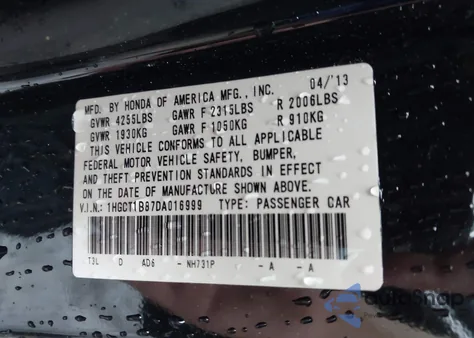 MFD. BY HONDA OF AMERICA MFG., INC. 04/'13
GVWR 4255LBS GAWR F 2315LBS R 2006LBS
GVWR 1930KG GAWR F 1050KG R 910KG
THIS VEHICLE CONFORMS TO ALL APPLICABLE
FEDERAL MOTOR VEHICLE SAFETY, BUMPER,
AND THEFT PREVENTION STANDARDS IN EFFECT
ON THE DATE OF MANUFACTURE SHOWN ABOVE.
V.I.N.: 1HGCT1B87DA016999 TYPE: PASSENGER CAR
T3L D AD6 - NH731P - A - A
autoSnap